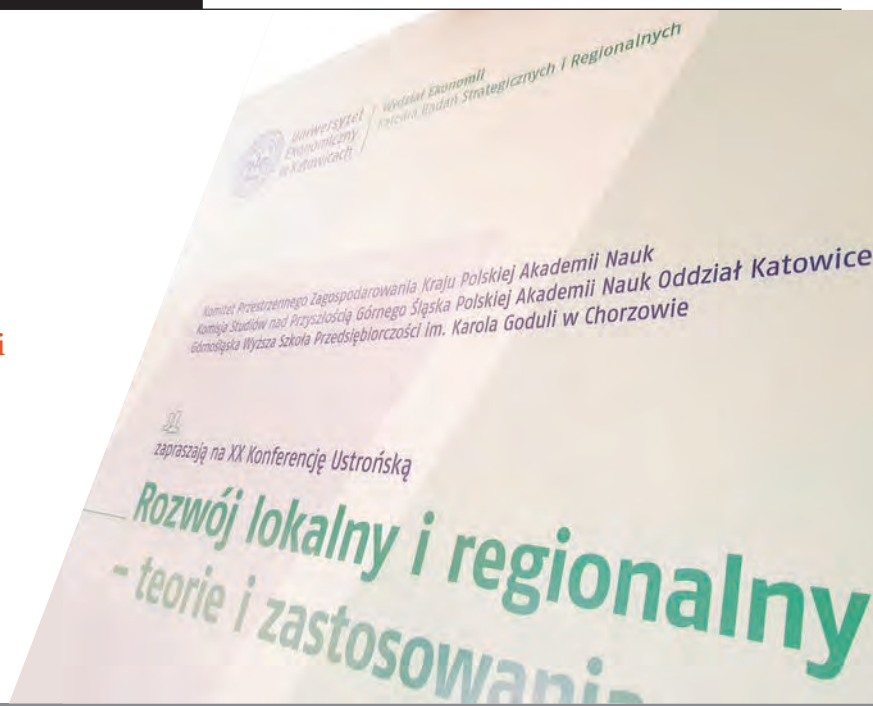 Uniwersytet
Ekonomiczny
w Katowicach
Wydział Ekonomii
Katedra Badań Strategicznych i Regionalnych
Komitet Przestrzennego Zagospodarowania Kraju Polskiej Akademii Nauk
Komisja Studiów nad Przyszłością Górnego Śląska Polskiej Akademii Nauk Oddział Katowice
Górnośląska Wyższa Szkoła Przedsiębiorczości im. Karola Goduli w Chorzowie
i
zapraszają na XX Konferencję Ustrońską
Rozwój lokalny i regionalny
- teorie i zastosowania